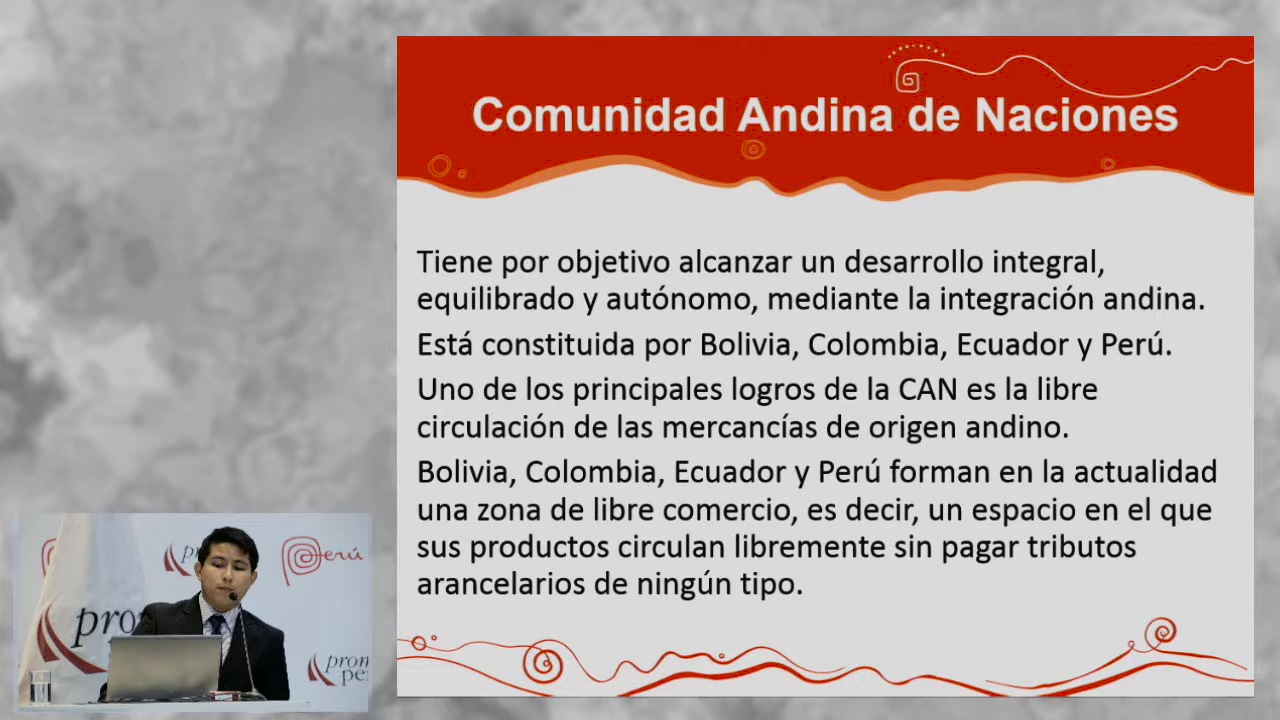 Comunidad Andina de Naciones
Tiene por objetivo alcanzar un desarrollo integral,
equilibrado y autónomo, mediante la integración andina.
Está constituida por Bolivia, Colombia, Ecuador y Perú.
Uno de los principales logros de la CAN es la libre
circulación de las mercancías de origen andino.
Bolivia, Colombia, Ecuador y Perú forman en la actualidad
una zona de libre comercio, es decir, un espacio en el que
sus productos circulan libremente sin pagar tributos
arancelarios de ningún tipo.
Perú
prom
pe